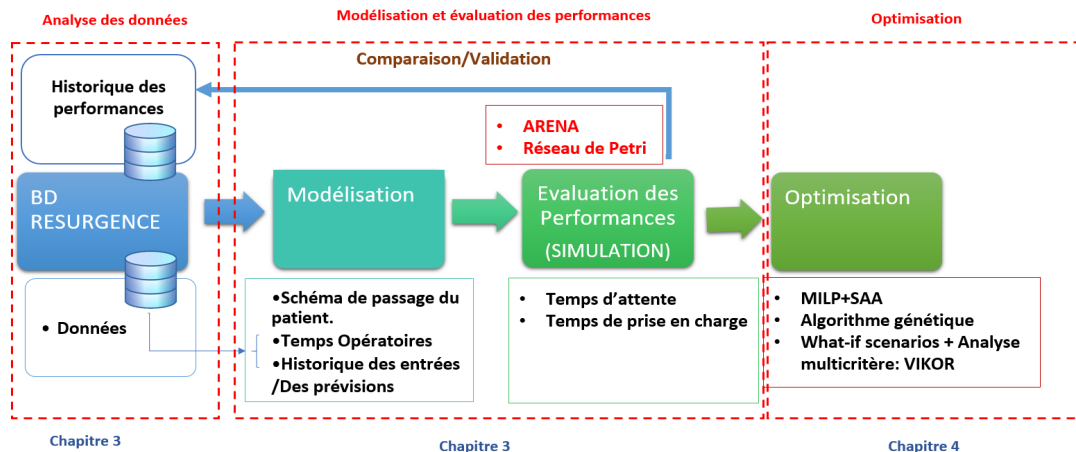 Analyse des données
Modélisation et évaluation des performances
Optimisation
Comparaison/Validation
Historique des
performances
• ARENA
• Réseau de Petri
BD
RESURGENCE
Modélisation
Evaluation des
Performances
(SIMULATION)
Optimisation
• Données
•Schéma de passage du
patient.
•Temps Opératoires
•Historique des entrées
/Des prévisions
• Temps d'attente
• Temps de prise en charge
• MILP+SAA
• Algorithme génétique
• What-if scenarios + Analyse
multicritère: VIKOR
Chapitre 3
Chapitre 3
Chapitre 4